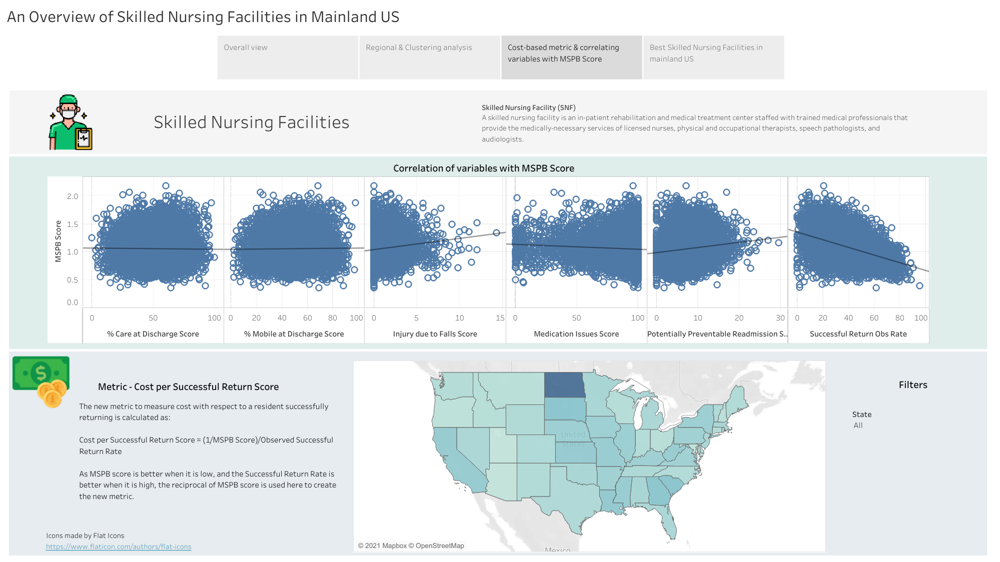 An Overview of Skilled Nursing Facilities in Mainland US
Overall view
Regional & Clustering analysis
Cost-based metric & correlating
variables with MSPB Score
Best Skilled Nursing Facilities in
mainland US
Skilled Nursing Facilities
Skilled Nursing Facility (SNF)
A skilled nursing facility is an in-patient rehabilitation and medical treatment center staffed with trained medical professionals that
provide the medically-necessary services of licensed nurses, physical and occupational therapists, speech pathologists, and
audiologists.
Correlation of variables with MSPB Score
MSPB Score
2.0
1.5
1.0
0.5
0.0
0 50 100 0 20 40 60 80 100 0 5 10 15 0 50 100 0 10 20 30 0 20 40 60 80 100
% Care at Discharge Score
% Mobile at Discharge Score
Injury due to Falls Score
Medication Issues Score
Potentially Preventable Readmission S..
Successful Return Obs Rate
Metric - Cost per Successful Return Score
The new metric to measure cost with respect to a resident successfully
returning is calculated as:
Cost per Successful Return Score = (1/MSPB Score)/Observed Successful
Return Rate
As MSPB score is better when it is low, and the Successful Return Rate is
better when it is high, the reciprocal of MSPB score is used here to create
the new metric.
Icons made by Flat Icons
https://www.flaticon.com/authors/flat-icons
United
States
Mexico
© 2021 Mapbox © OpenStreetMap
Filters
State
All